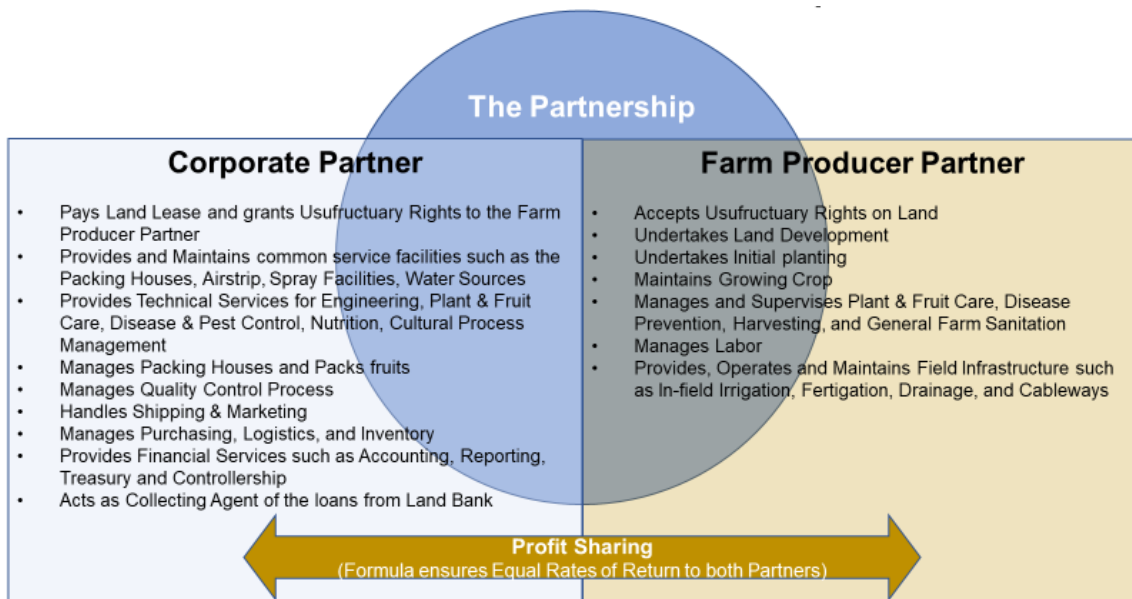 The Partnership
Corporate Partner
• Pays Land Lease and grants Usufructuary Rights to the Farm
Producer Partner
• Provides and Maintains common service facilities such as the
Packing Houses, Airstrip, Spray Facilities, Water Sources
• Provides Technical Services for Engineering, Plant & Fruit
Care, Disease & Pest Control, Nutrition, Cultural Process
Management
• Manages Packing Houses and Packs fruits
• Manages Quality Control Process
• Handles Shipping & Marketing
• Manages Purchasing, Logistics, and Inventory
• Provides Financial Services such as Accounting, Reporting,
Treasury and Controllership
• Acts as Collecting Agent of the loans from Land Bank
Farm Producer Partner
• Accepts Usufructuary Rights on Land
• Undertakes Land Development
• Undertakes Initial planting
• Maintains Growing Crop
• Manages and Supervises Plant & Fruit Care, Disease
Prevention, Harvesting, and General Farm Sanitation
• Manages Labor
• Provides, Operates and Maintains Field Infrastructure such
as In-field Irrigation, Fertigation, Drainage, and Cableways
Profit Sharing
(Formula ensures Equal Rates of Return to both Partners)